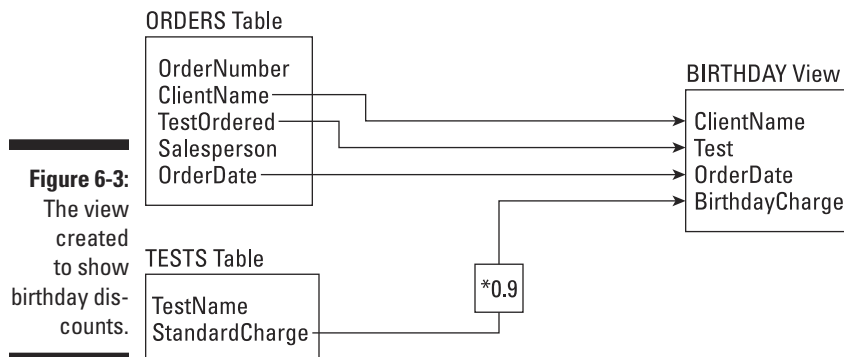 ORDERS Table
OrderNumber
ClientName
TestOrdered
Salesperson
OrderDate
BIRTHDAY View
ClientName
Test
OrderDate
BirthdayCharge
Figure 6-3:
The view
created
to show
birthday dis-
counts.
TESTS Table
TestName
StandardCharge
*0.9